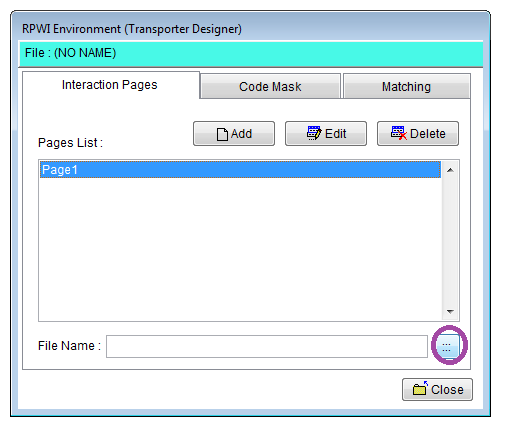 RPWI Environment (Transporter Designer)
File : (NO NAME)
Interaction Pages Code Mask Matching
Pages List : Add Edit Delete
Page1
File Name : :::
Close